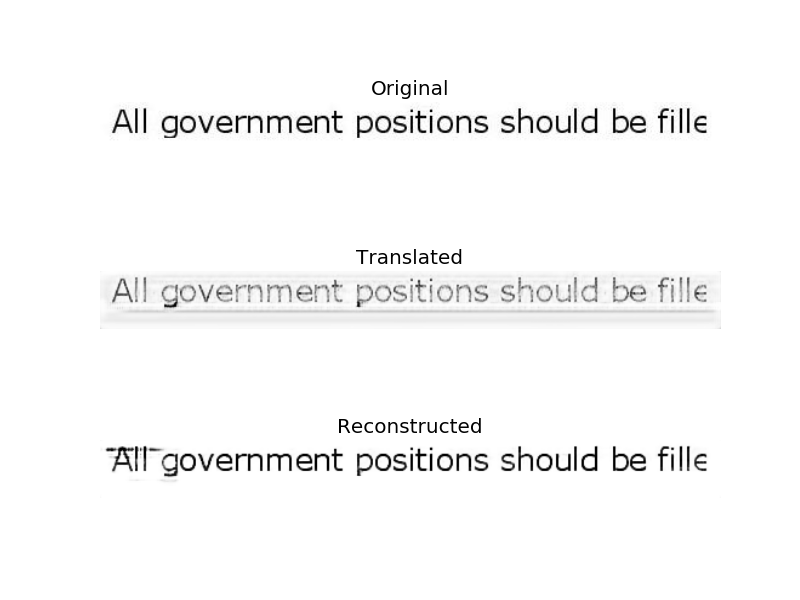 Original
All government positions should be fille
Translated
All government positions should be fille
Reconstructed
All government positions should be fille